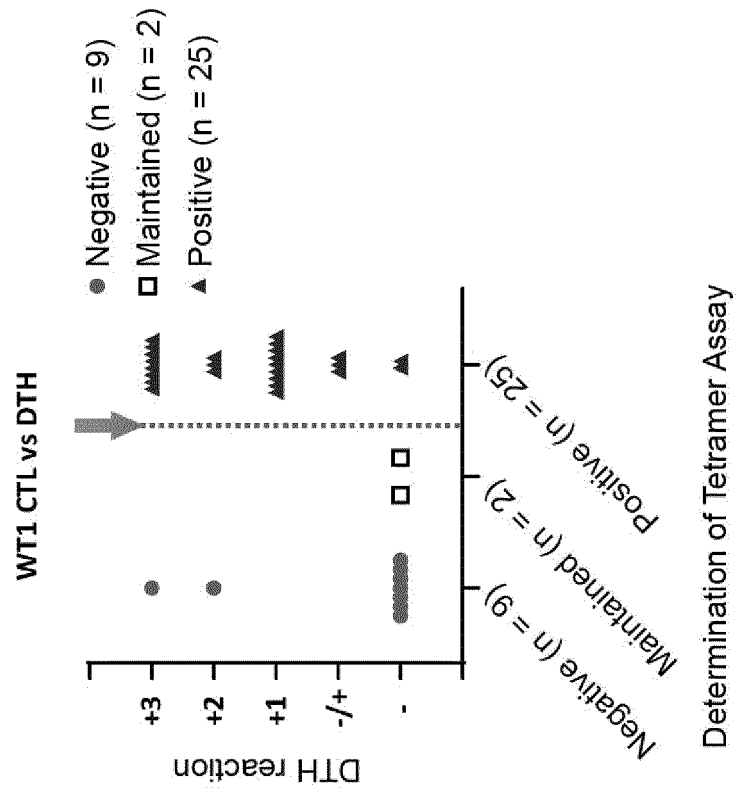 WT1 CTL vs DTH
Negative (n = 9)
Maintained (n = 2)
Positive (n = 25)
DTH reaction
+3
+2
+1
-/+
-
Negative (n = 9)
Maintained (n = 2)
Positive (n = 25)
Determination of Tetramer Assay